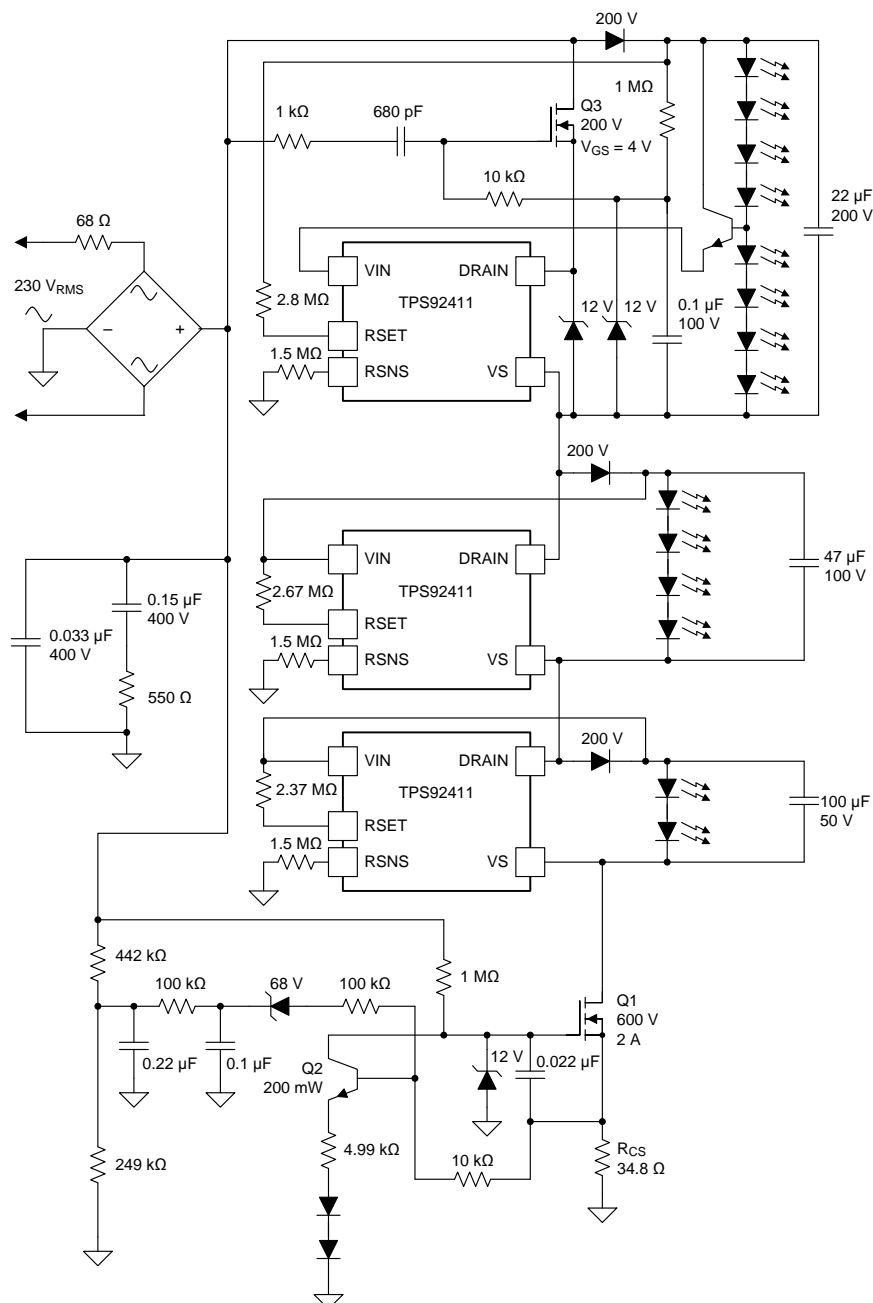 200 V
1 MΩ
Q3
200 V
VGS = 4 V
1 kΩ
680 pF
10 kΩ
22 µF
200 V
68 Ω
230 VRMS
– +
VIN
DRAIN
TPS92411
2.8 MΩ
RSET
1.5 MΩ
RSNS
VS
12 V
12 V
0.1 µF
100 V
200 V
VIN
DRAIN
TPS92411
2.67 MΩ
RSET
1.5 MΩ
RSNS
VS
47 µF
100 V
0.15 µF
400 V
0.033 µF
400 V
550 Ω
200 V
VIN
DRAIN
TPS92411
2.37 MΩ
RSET
1.5 MΩ
RSNS
VS
100 µF
50 V
442 kΩ
100 kΩ
68 V
100 kΩ
1 MΩ
Q1
600 V
2 A
0.22 µF
0.1 µF
Q2
200 mW
12 V
0.022 µF
4.99 kΩ
10 kΩ
RCS
34.8 Ω
249 kΩ